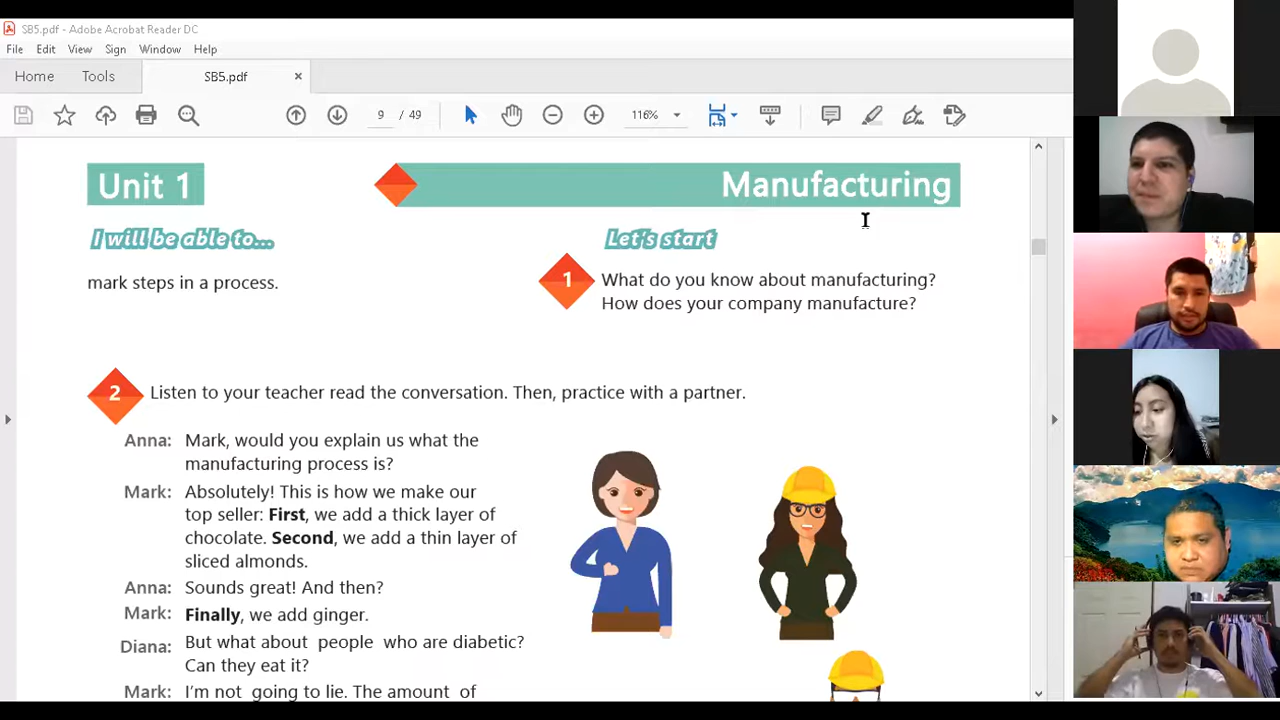 SB5.pdf - Adobe Acrobat Reader DC
File Edit View Sign Window Help
Home Tools SB5.pdf ×
9 / 49 116%
Unit 1 Manufacturing
I will be able to... Let's start
mark steps in a process.
1 What do you know about manufacturing?
How does your company manufacture?
2 Listen to your teacher read the conversation. Then, practice with a partner.
Anna: Mark, would you explain us what the
manufacturing process is?
Mark: Absolutely! This is how we make our
top seller: First, we add a thick layer of
chocolate. Second, we add a thin layer of
sliced almonds.
Anna: Sounds great! And then?
Mark: Finally, we add ginger.
Diana: But what about people who are diabetic?
Can they eat it?
Mark: I'm not going to lie. The amount of